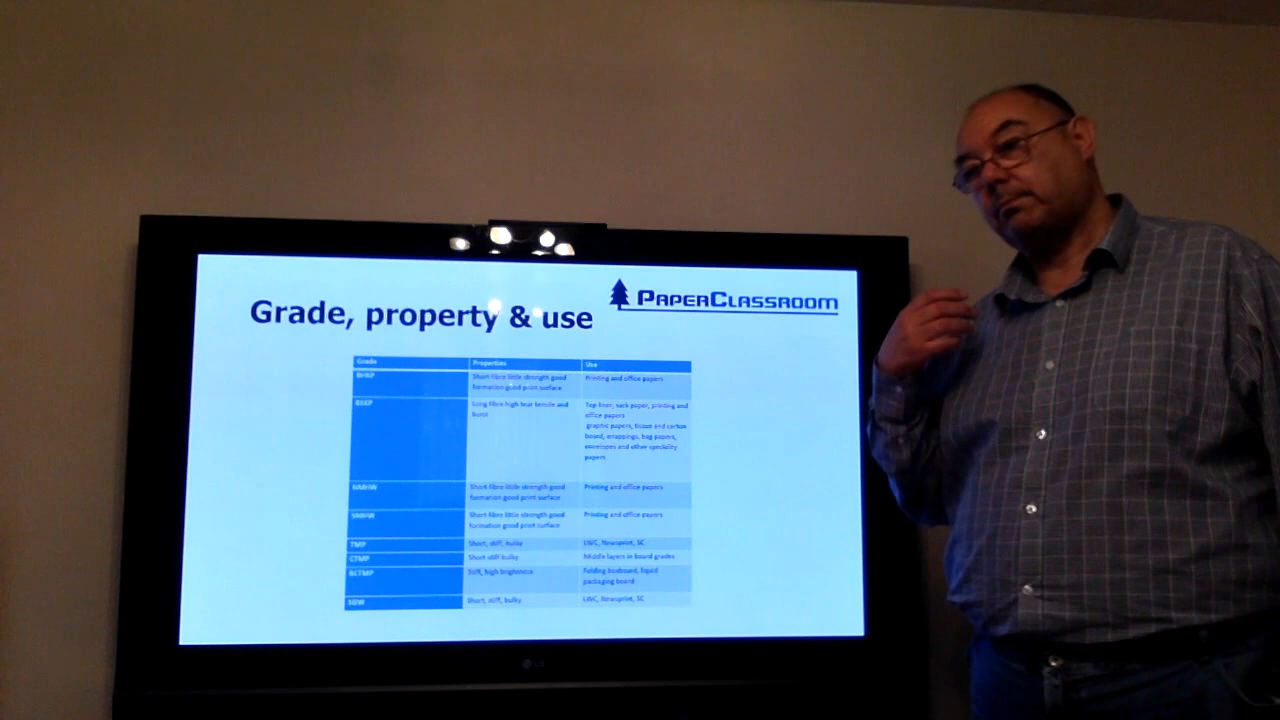 Grade, property & use
PAPERCLASSROOM
Grade Properties Use
BHKP Short fibre little strength good Printing and office papers
formation good print surface
BSKP Long fibre high tear tensile and Top liner, sack paper, printing and
burst office papers
graphic papers, tissue and carton
board, wrappings, bag papers,
envelopes and other speciality
papers
NMHW Short fibre little strength good Printing and office papers
formation good print surface
SMHW Short fibre little strength good Printing and office papers
formation good print surface
TMP Short, stiff, bulky LWC, Newsprint, SC
CTMP Short stiff bulky Middle layers in board grades
BCTMP Stiff, high brightness Folding boxboard, liquid
packaging board
SGW Short, stiff, bulky LWC, Newsprint, SC
LG